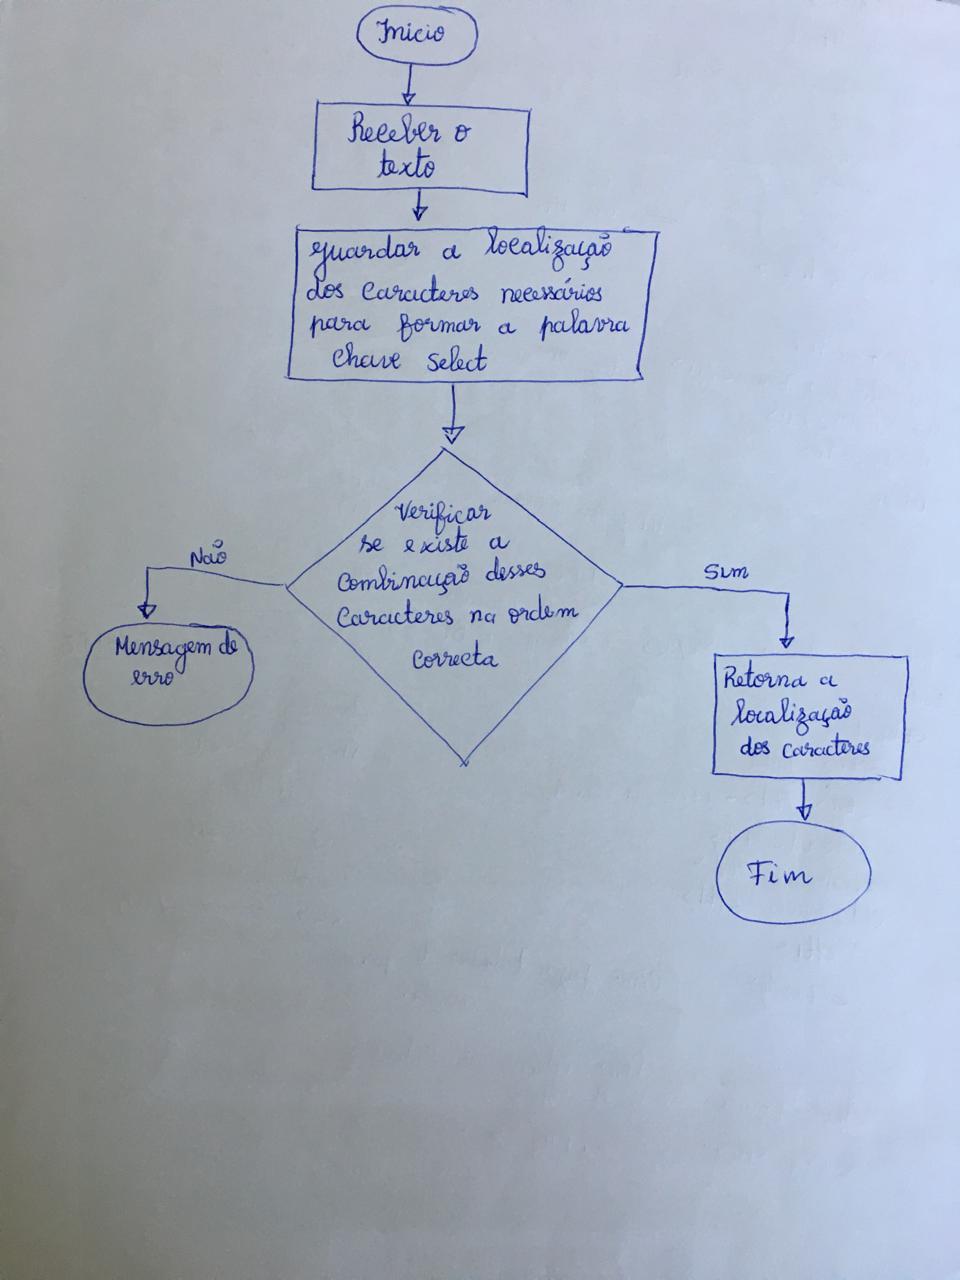 Inicio
Receber o
texto
guardar a localização
dos caracteres necessários
para formar a palavra
chave select
Verificar
se existe a
combinação desses
caracteres na ordem
correcta
Não
Mensagem de
erro
Sim
Retorna a
localização
dos caracteres
Fim